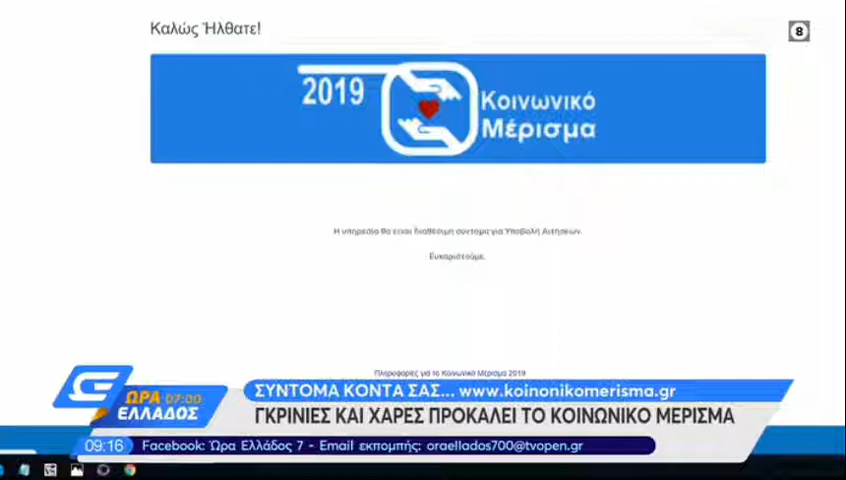 Καλώς Ήλθατε!
8
2019
Κοινωνικό
Μέρισμα
Η υπηρεσία θα είναι διαθέσιμη σύντομα για Υποβολή Αιτήσεων.
Ευχαριστούμε.
Πληροφορίες για το Κοινωνικό Μέρισμα 2019
ΣΥΝΤΟΜΑ ΚΟΝΤΑ ΣΑΣ... www.koinonikomerisma.gr
ΩΡΑ 07:00
ΕΛΛΑΔΟΣ
ΓΚΡΙΝΙΕΣ ΚΑΙ ΧΑΡΕΣ ΠΡΟΚΑΛΕΙ ΤΟ ΚΟΙΝΩΝΙΚΟ ΜΕΡΙΣΜΑ
09:16 Facebook: Ώρα Ελλάδος 7 - Email εκπομπής: oraellados700@tvopen.gr